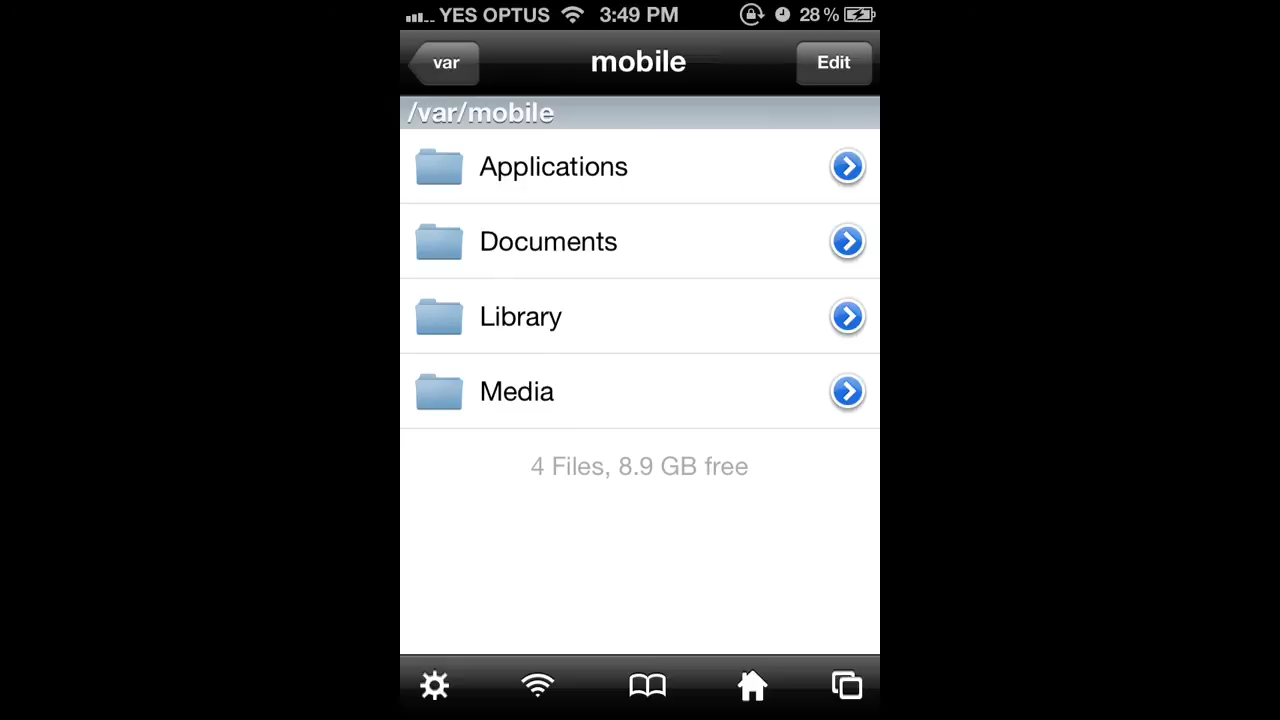 YES OPTUS 3:49 PM 28 %
var mobile Edit
/var/mobile
Applications
Documents
Library
Media
4 Files, 8.9 GB free